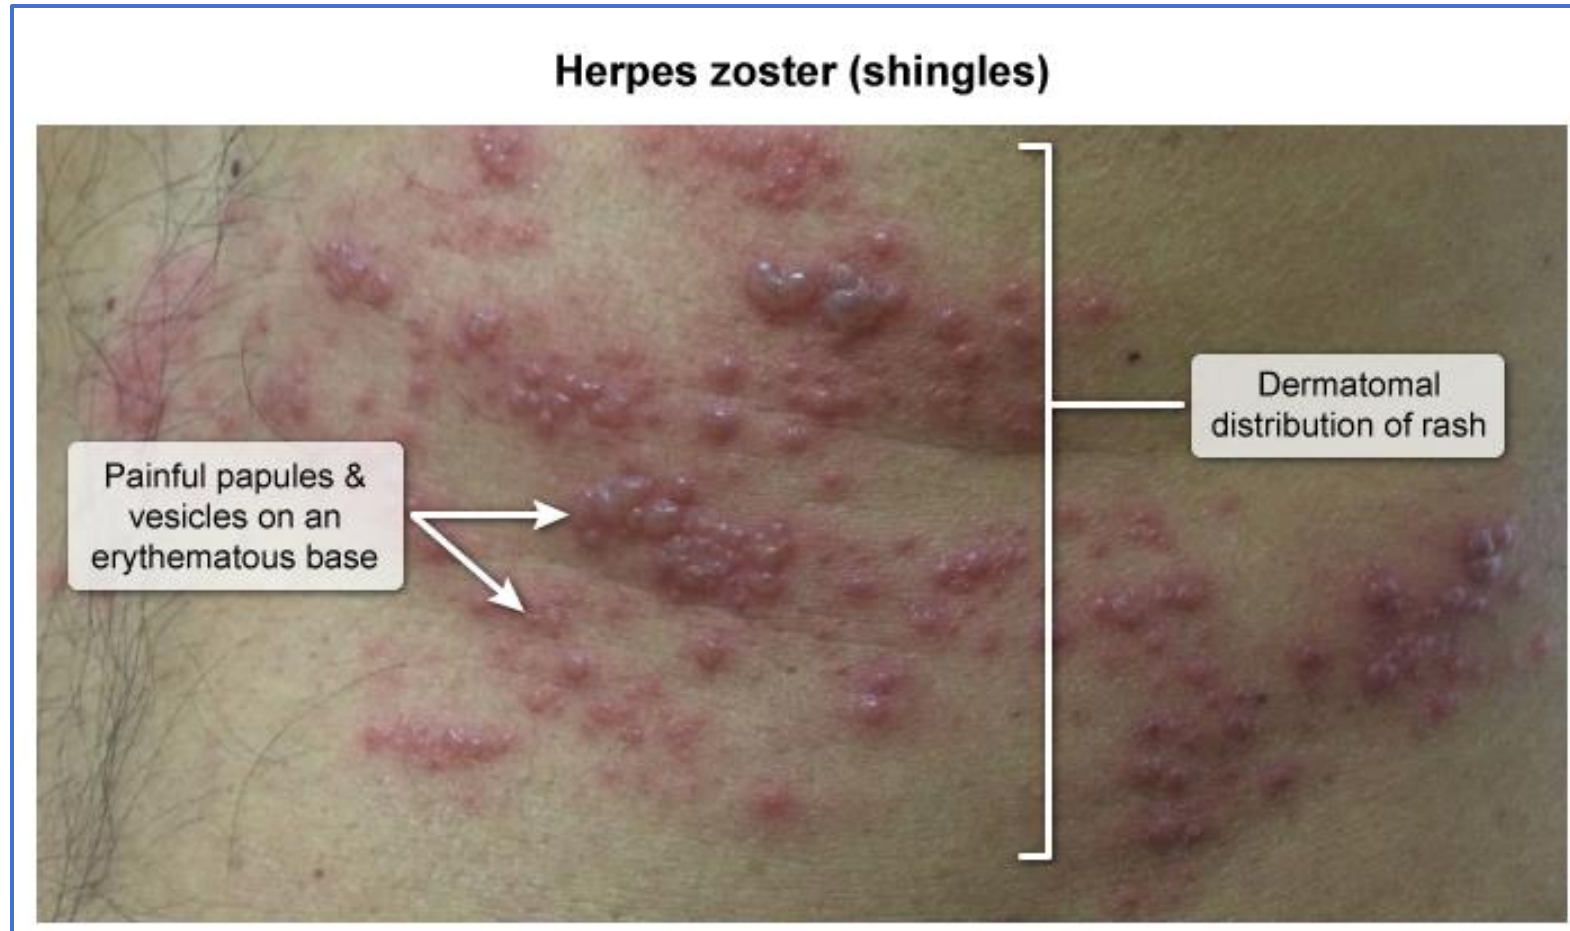 Herpes zoster (shingles)
Dermatomal
distribution of rash
Painful papules &
vesicles on an
erythematous base